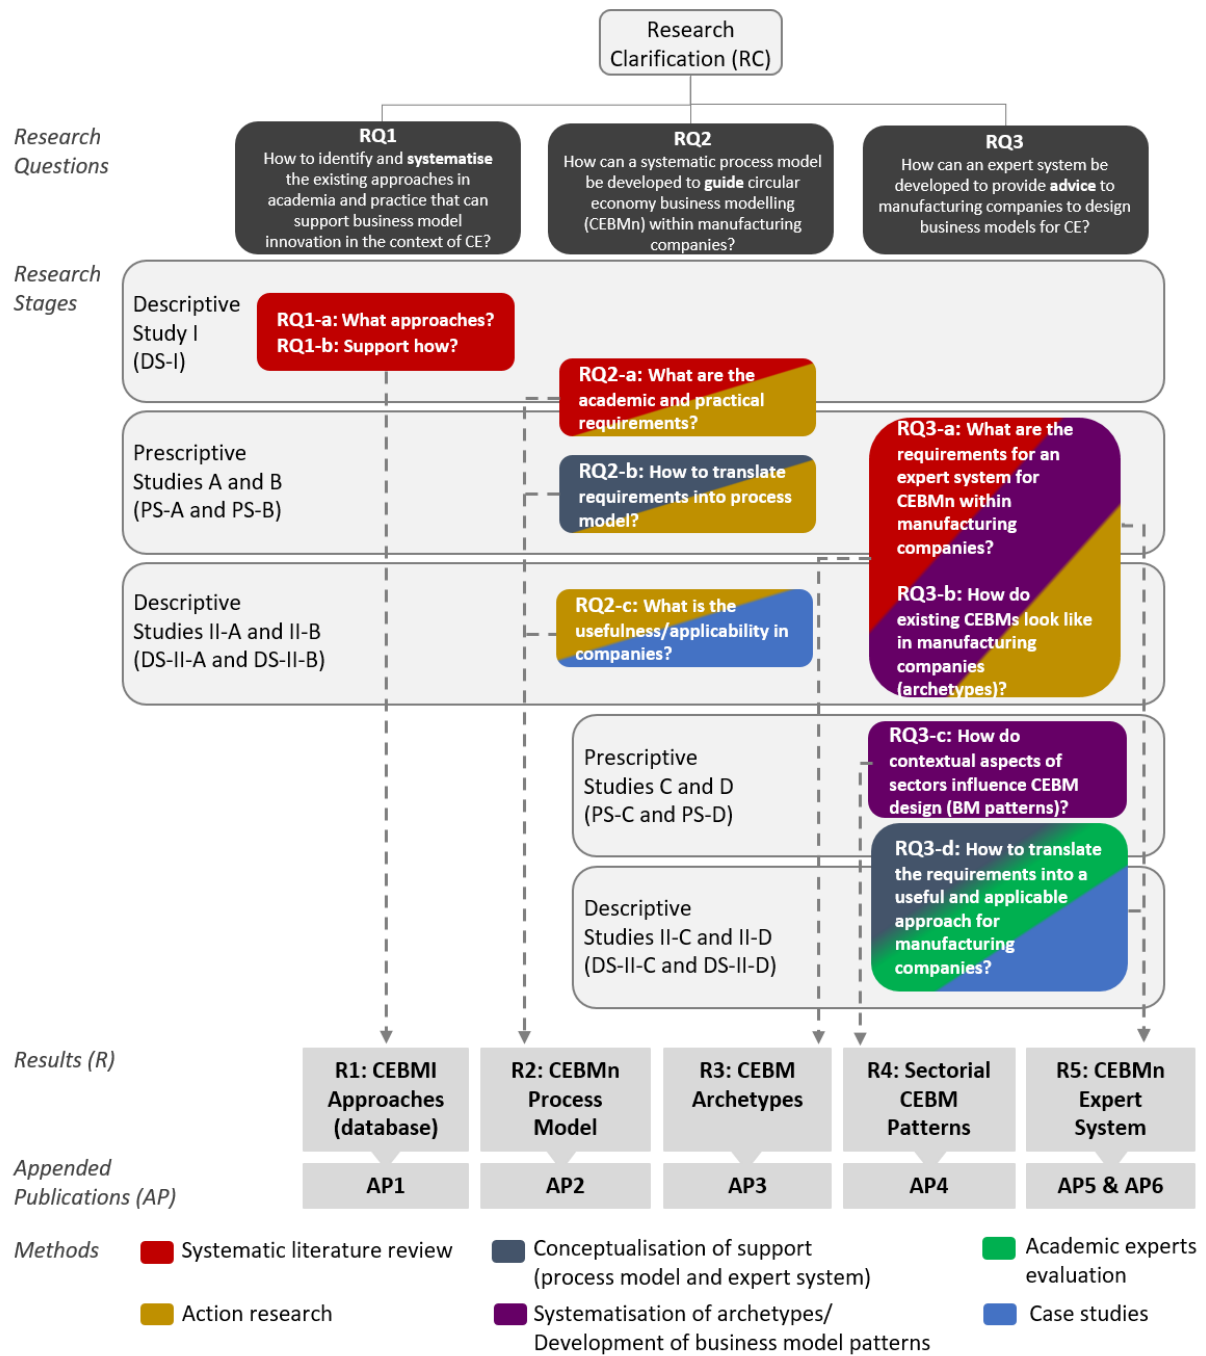 Research
Clarification (RC)
Research
Questions
RQ1
How to identify and systematise
the existing approaches in
academia and practice that can
support business model
innovation in the context of CE?
RQ2
How can a systematic process model
be developed to guide circular
economy business modelling
(CEBMn) within manufacturing
companies?
RQ3
How can an expert system be
developed to provide advice to
manufacturing companies to design
business models for CE?
Research
Stages
Descriptive
Study I
(DS-I)
RQ1-a: What approaches?
RQ1-b: Support how?
RQ2-a: What are the
academic and practical
requirements?
Prescriptive
Studies A and B
(PS-A and PS-B)
RQ2-b: How to translate
requirements into process
model?
RQ3-a: What are the
requirements for an
expert system for
CEBMn within
manufacturing
companies?
RQ3-b: How do
existing CEBMs look like
in manufacturing
companies
(archetypes)?
Descriptive
Studies II-A and II-B
(DS-II-A and DS-II-B)
RQ2-c: What is the
usefulness/applicability in
companies?
Prescriptive
Studies C and D
(PS-C and PS-D)
RQ3-c: How do
contextual aspects of
sectors influence CEBM
design (BM patterns)?
RQ3-d: How to translate
the requirements into a
useful and applicable
approach for
manufacturing
companies?
Descriptive
Studies II-C and II-D
(DS-II-C and DS-II-D)
Results (R)
R1: CEBMI
Approaches
(database)
R2: CEBMn
Process
Model
R3: CEBM
Archetypes
R4: Sectorial
CEBM
Patterns
R5: CEBMn
Expert
System
Appended
Publications (AP)
AP1
AP2
AP3
AP4
AP5 & AP6
Methods
Systematic literature review
Conceptualisation of support
(process model and expert system)
Academic experts
evaluation
Action research
Systematisation of archetypes/
Development of business model patterns
Case studies